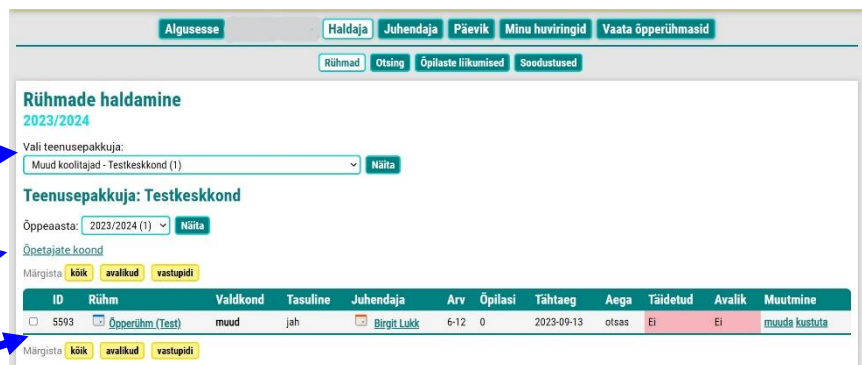 Algusesse Haldaja Juhendaja Päevik Minu huviringid Vaata õpperühmasid
Rühmad Otsing Õpilaste liikumised Soodustused
Rühmade haldamine
2023/2024
Vali teenusepakkuja:
Muud koolitajad - Testkeskkond (1) Näita
Teenusepakkuja: Testkeskkond
Õppeaasta: 2023/2024 (1) Näita
Õpetajate koond
Märgista kõik avalikud vastupidi
ID Rühm Valdkond Tasuline Juhendaja Arv Õpilasi Tähtaeg Aega Täidetud Avalik Muutmine
5593 Õpperühm (Test) muud jah Birgit Lukk 6-12 0 2023-09-13 otsas Ei Ei muuda kustuta
Märgista kõik avalikud vastupidi